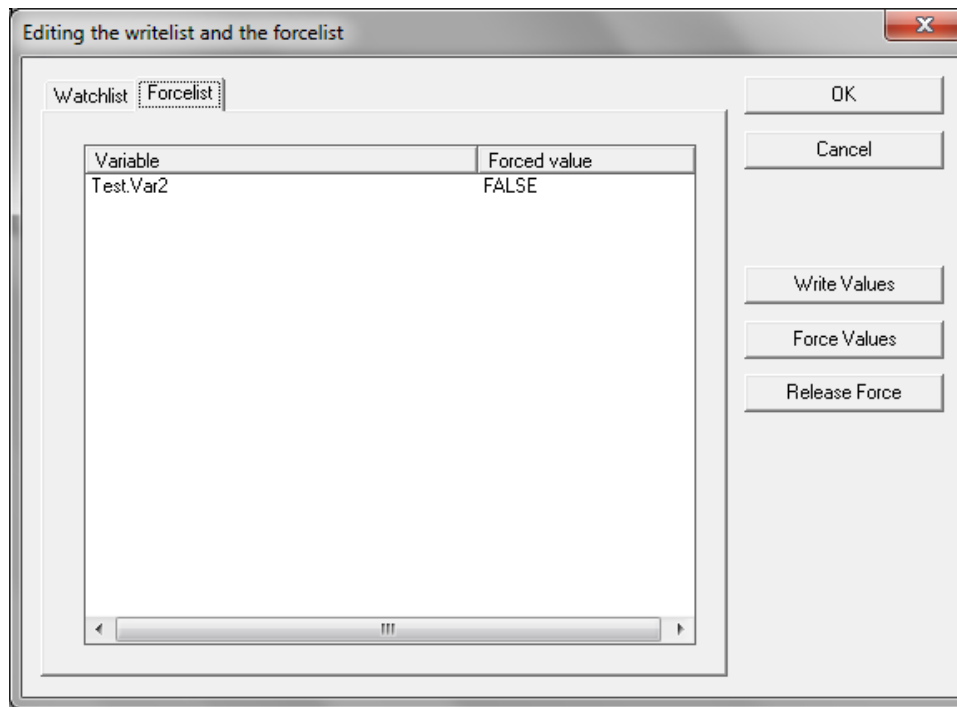 Editing the writelist and the forcelist
Watchlist Forcelist
Variable Forced value
Test.Var2 FALSE
OK
Cancel
Write Values
Force Values
Release Force